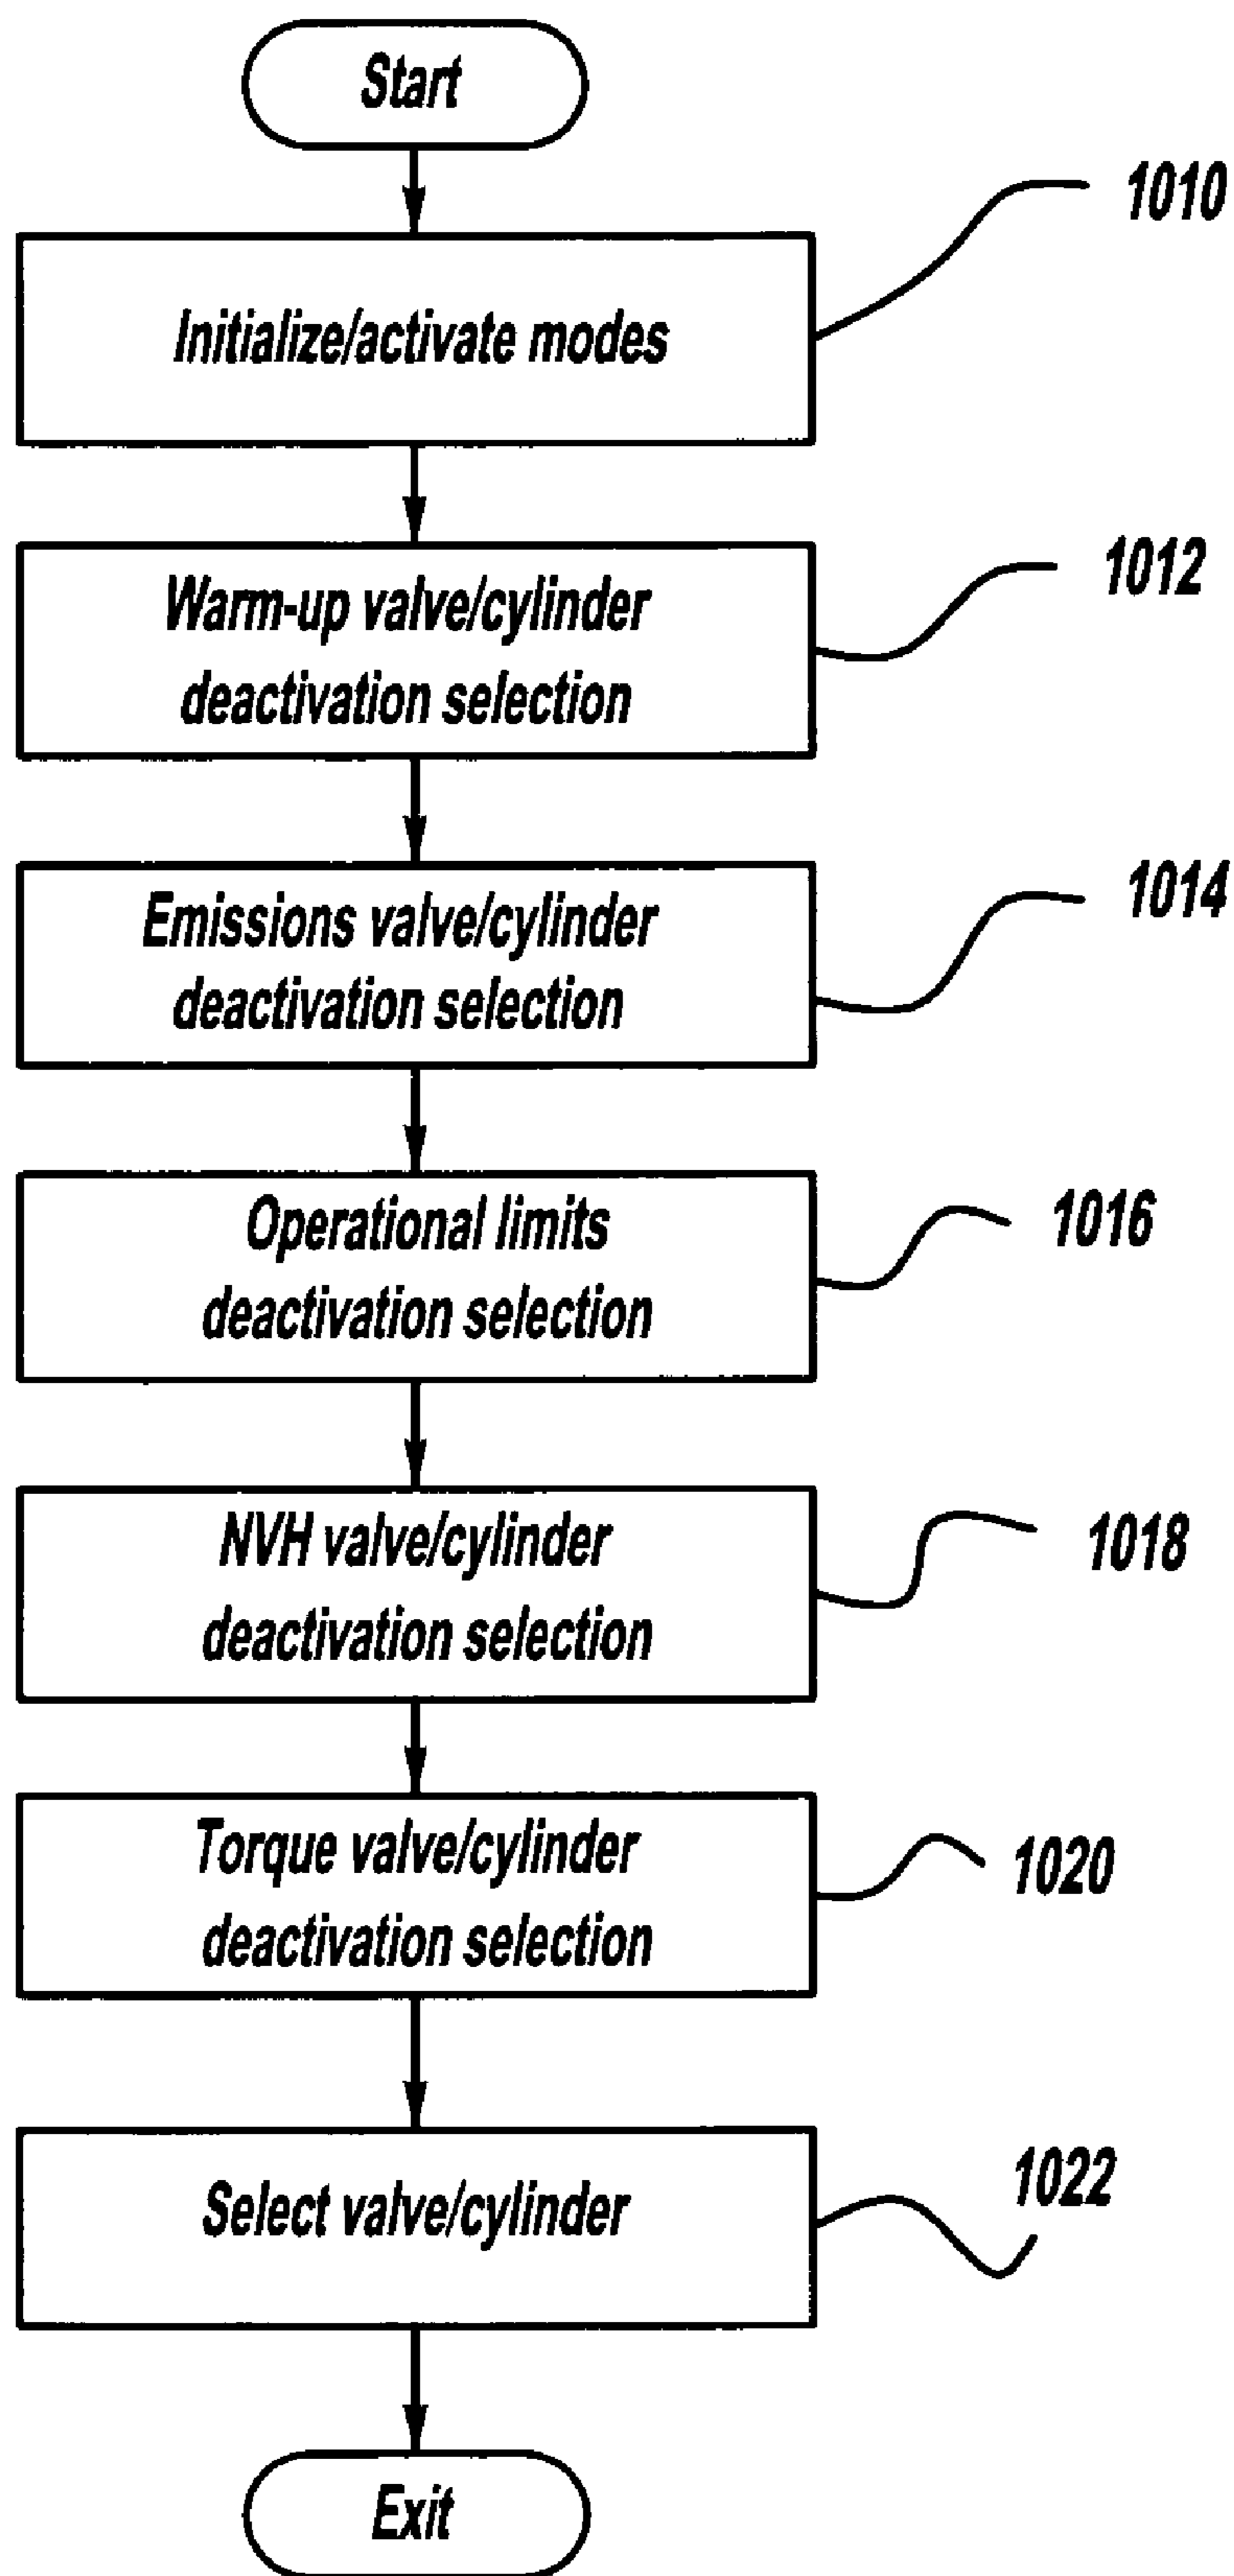 Start
1010
Initialize/activate modes
1012
Warm-up valve/cylinder
deactivation selection
1014
Emissions valve/cylinder
deactivation selection
1016
Operational limits
deactivation selection
1018
NVH valve/cylinder
deactivation selection
1020
Torque valve/cylinder
deactivation selection
1022
Select valve/cylinder
Exit